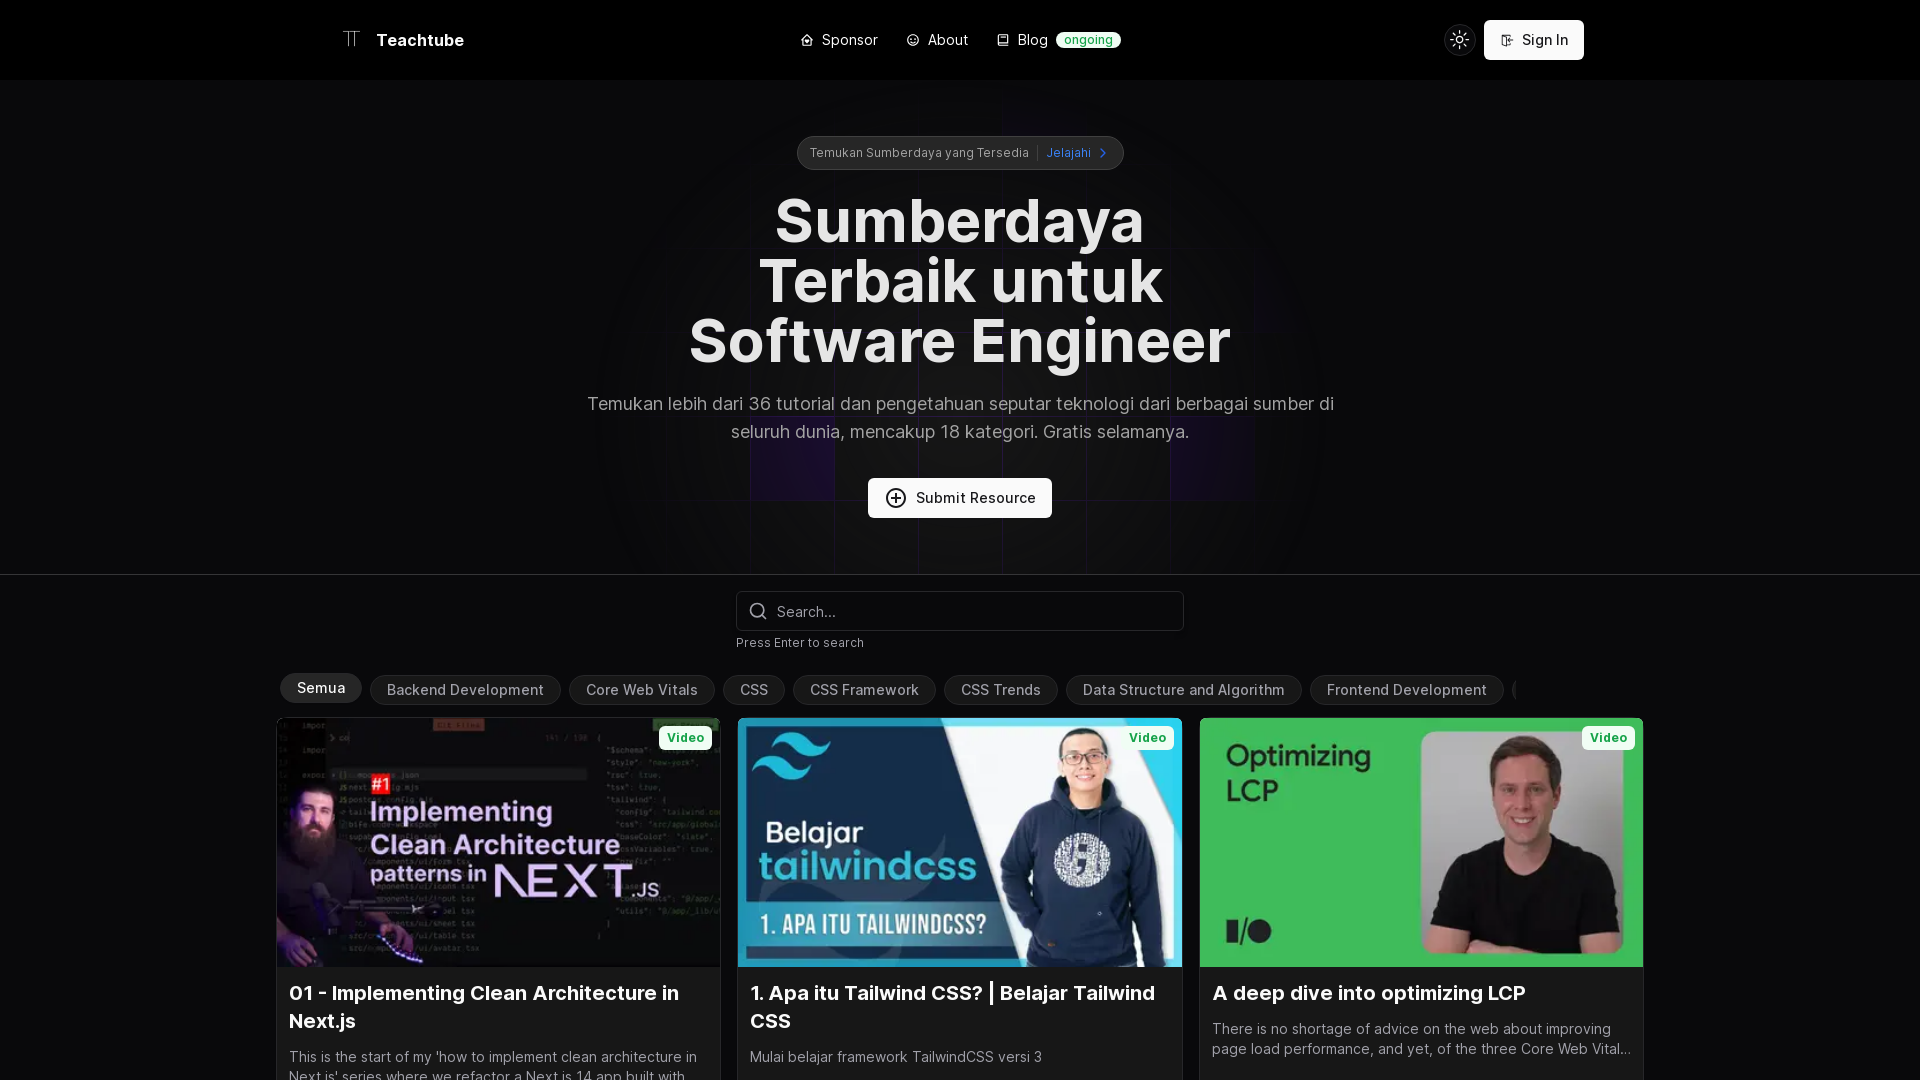 Teachtube
Sponsor
About
Blog
ongoing
Sign In
Temukan Sumberdaya yang Tersedia
Jelajahi
Sumberdaya
Terbaik untuk
Software Engineer
Temukan lebih dari 36 tutorial dan pengetahuan seputar teknologi dari berbagai sumber di
seluruh dunia, mencakup 18 kategori. Gratis selamanya.
Submit Resource
Search...
Press Enter to search
Semua
Backend Development
Core Web Vitals
CSS
CSS Framework
CSS Trends
Data Structure and Algorithm
Frontend Development
Video
#1
Implementing
Clean Architecture
patterns in NEXT.JS
01 - Implementing Clean Architecture in
Next.js
This is the start of my 'how to implement clean architecture in
Next.js' series where we refactor a Next.js 14 app built with
Video
Belajar
tailwindcss
1. APA ITU TAILWINDCSS?
1. Apa itu Tailwind CSS? | Belajar Tailwind
CSS
Mulai belajar framework TailwindCSS versi 3
Video
Optimizing
LCP
I/O
A deep dive into optimizing LCP
There is no shortage of advice on the web about improving
page load performance, and yet, of the three Core Web Vital...